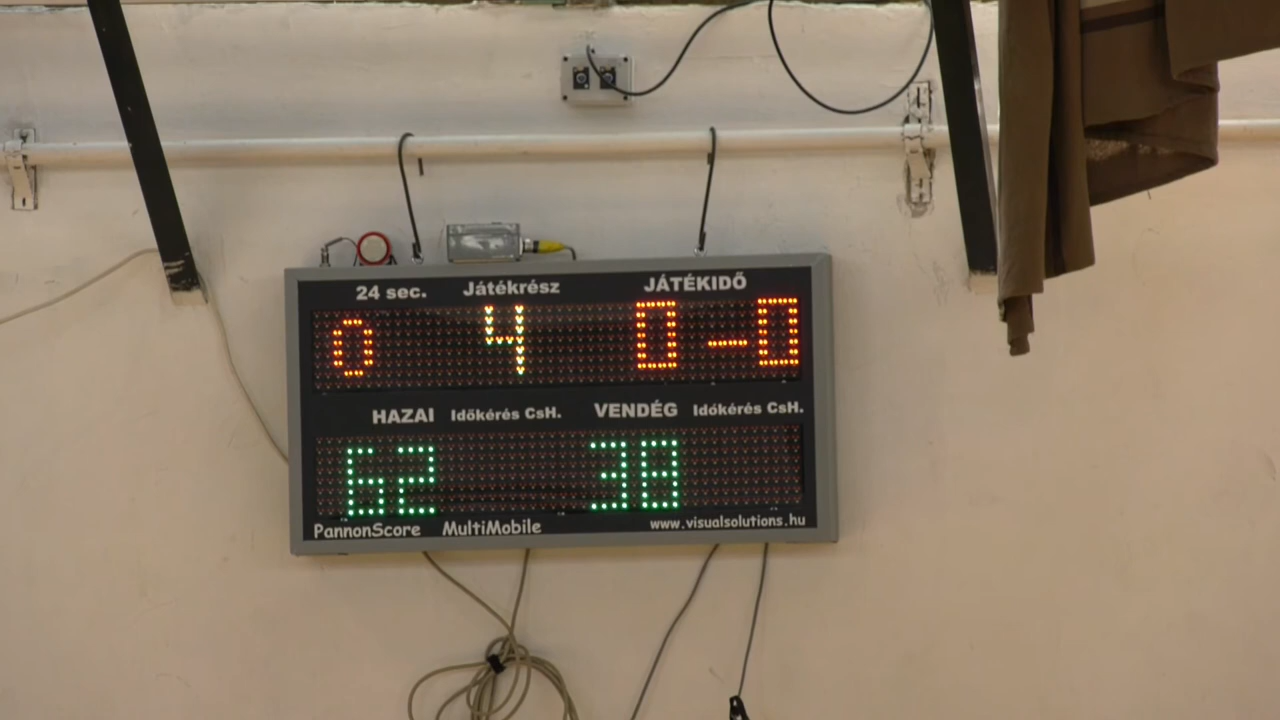 24 sec. Játékrész JÁTÉKIDŐ
0 4 0-0
HAZAI Időkérés CsH. VENDÉG Időkérés CsH.
62 38
PannonScore MultiMobile www.visualsolutions.hu